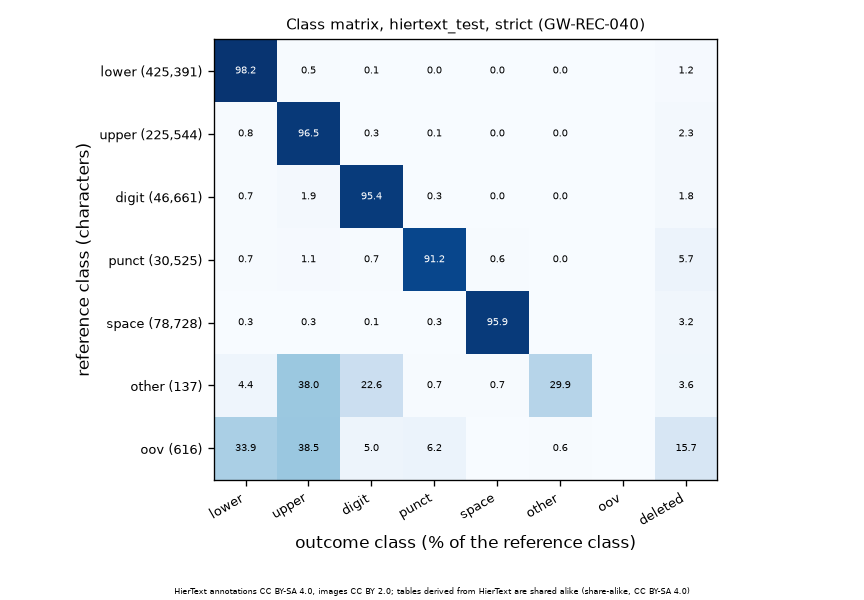 Class matrix, hiertext_test, strict (GW-REC-040)
reference class (characters)
lower (425,391) 98.2 0.5 0.1 0.0 0.0 0.0 1.2
upper (225,544) 0.8 96.5 0.3 0.1 0.0 0.0 2.3
digit (46,661) 0.7 1.9 95.4 0.3 0.0 0.0 1.8
punct (30,525) 0.7 1.1 0.7 91.2 0.6 0.0 5.7
space (78,728) 0.3 0.3 0.1 0.3 95.9 3.2
other (137) 4.4 38.0 22.6 0.7 0.7 29.9 3.6
oov (616) 33.9 38.5 5.0 6.2 0.6 15.7
lower upper digit punct space other oov deleted
outcome class (% of the reference class)
HierText annotations CC BY-SA 4.0, images CC BY 2.0; tables derived from HierText are shared alike (share-alike, CC BY-SA 4.0)